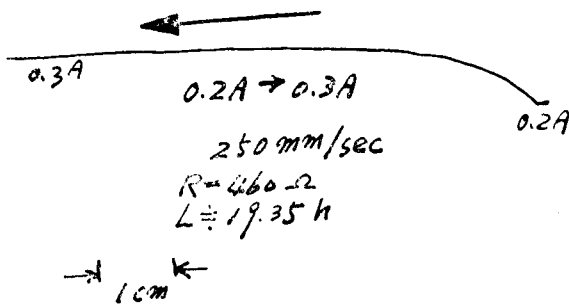 0.3A
0.2A → 0.3A
0.2A
250 mm/sec
R=460 Ω
L≒19.35 h
1cm